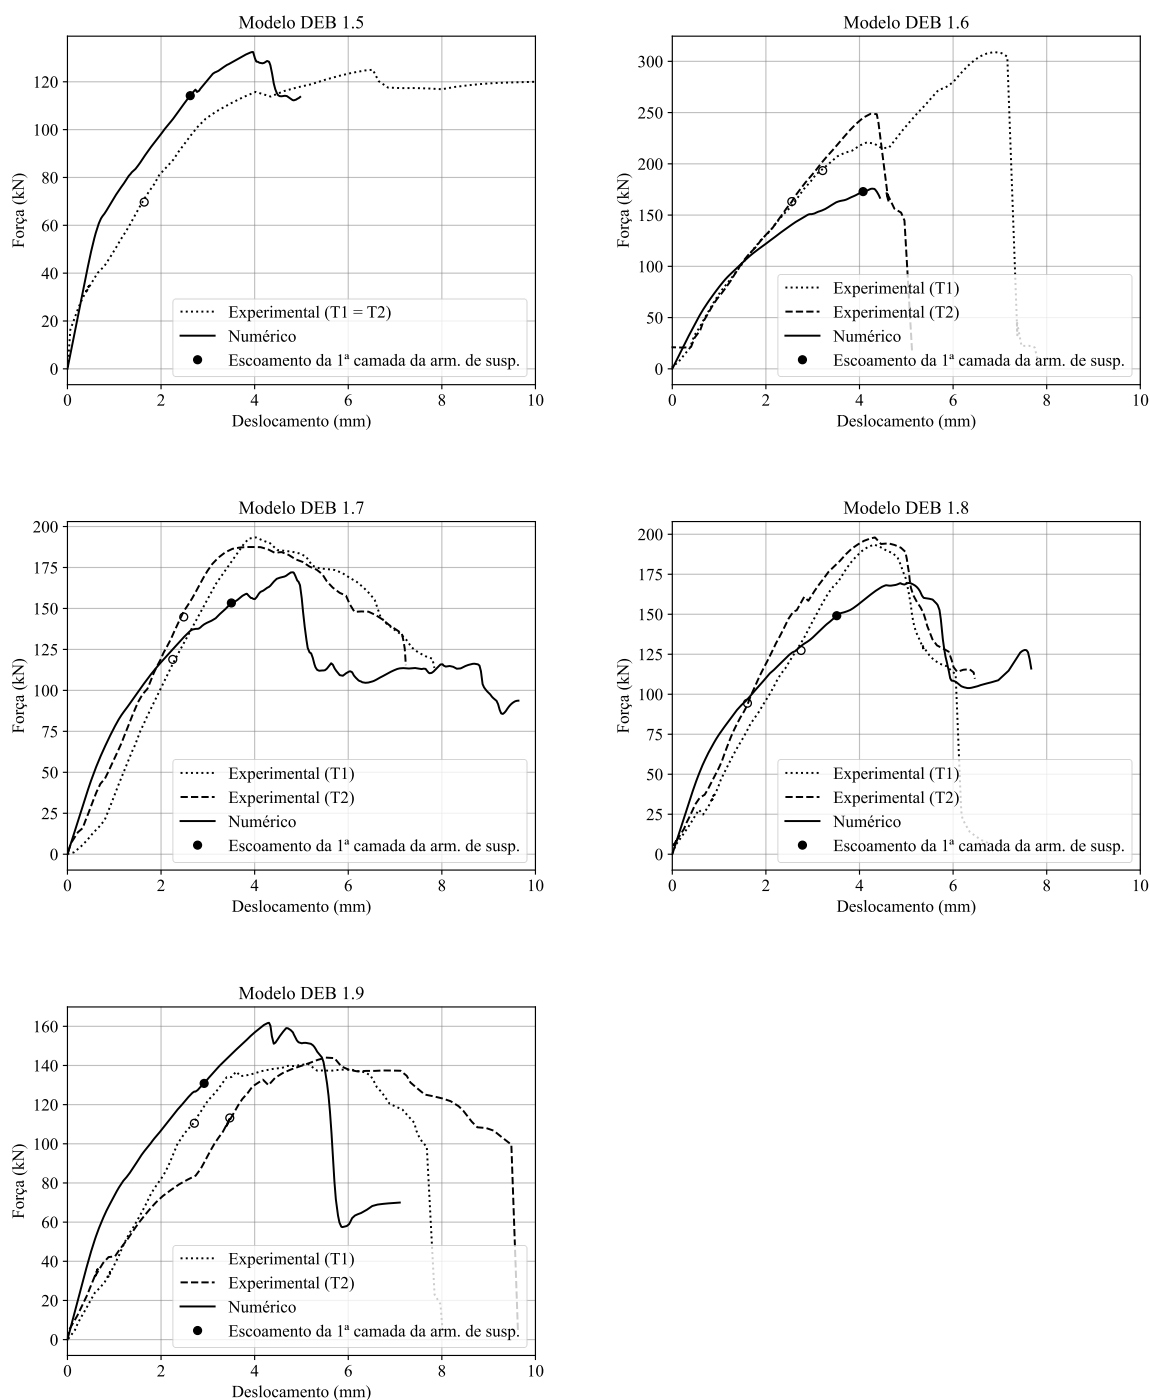 Modelo DEB 1.5
Força (kN)
120
100
80
60
40
20
0
Experimental (T1 = T2)
Numérico
Escoamento da 1ª camada da arm. de susp.
0 2 4 6 8 10
Deslocamento (mm)
Modelo DEB 1.6
Força (kN)
300
250
200
150
100
50
0
Experimental (T1)
Experimental (T2)
Numérico
Escoamento da 1ª camada da arm. de susp.
0 2 4 6 8 10
Deslocamento (mm)
Modelo DEB 1.7
Força (kN)
200
175
150
125
100
75
50
25
0
Experimental (T1)
Experimental (T2)
Numérico
Escoamento da 1ª camada da arm. de susp.
0 2 4 6 8 10
Deslocamento (mm)
Modelo DEB 1.8
Força (kN)
200
175
150
125
100
75
50
25
0
Experimental (T1)
Experimental (T2)
Numérico
Escoamento da 1ª camada da arm. de susp.
0 2 4 6 8 10
Deslocamento (mm)
Modelo DEB 1.9
Força (kN)
160
140
120
100
80
60
40
20
0
Experimental (T1)
Experimental (T2)
Numérico
Escoamento da 1ª camada da arm. de susp.
0 2 4 6 8 10
Deslocamento (mm)